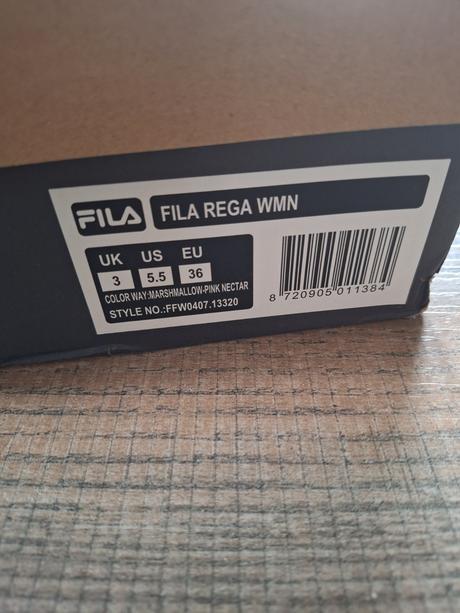 FILA FILA REGA WMN
UK US EU
3 5.5 36
COLOR WAY:MARSHMALLOW-PINK NECTAR
STYLE NO.:FFW0407.13320
8 720905 011384